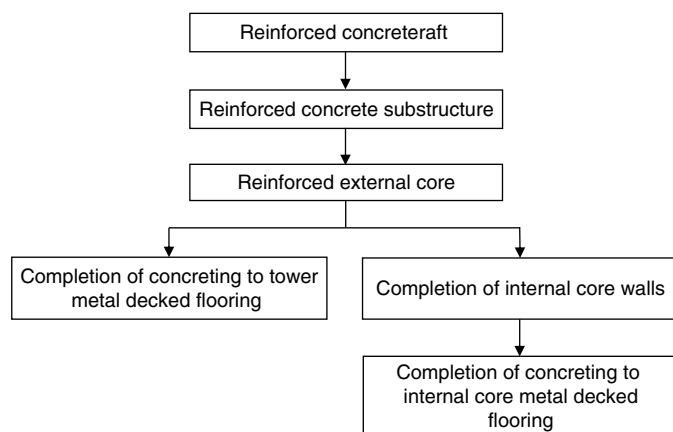 Reinforced concreteraft
Reinforced concrete substructure
Reinforced external core
Completion of concreting to tower
metal decked flooring
Completion of internal core walls
Completion of concreting to
internal core metal decked
flooring